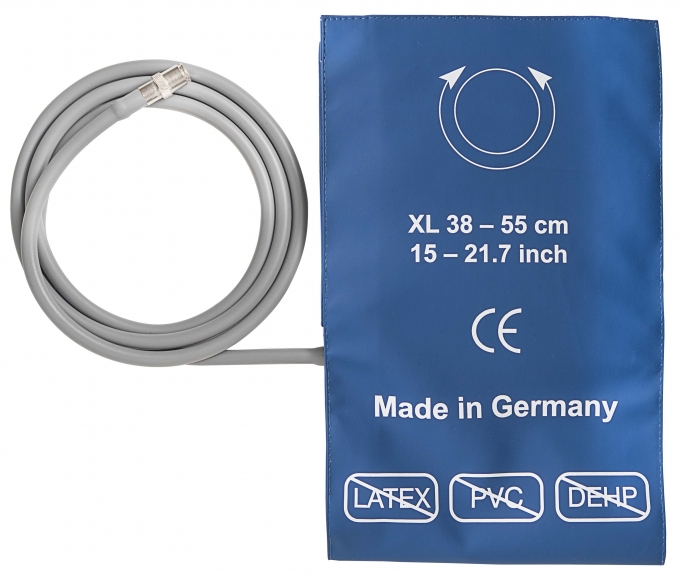 XL 38 – 55 cm
15 – 21.7 inch
CE
Made in Germany
LATEX PVC DEHP